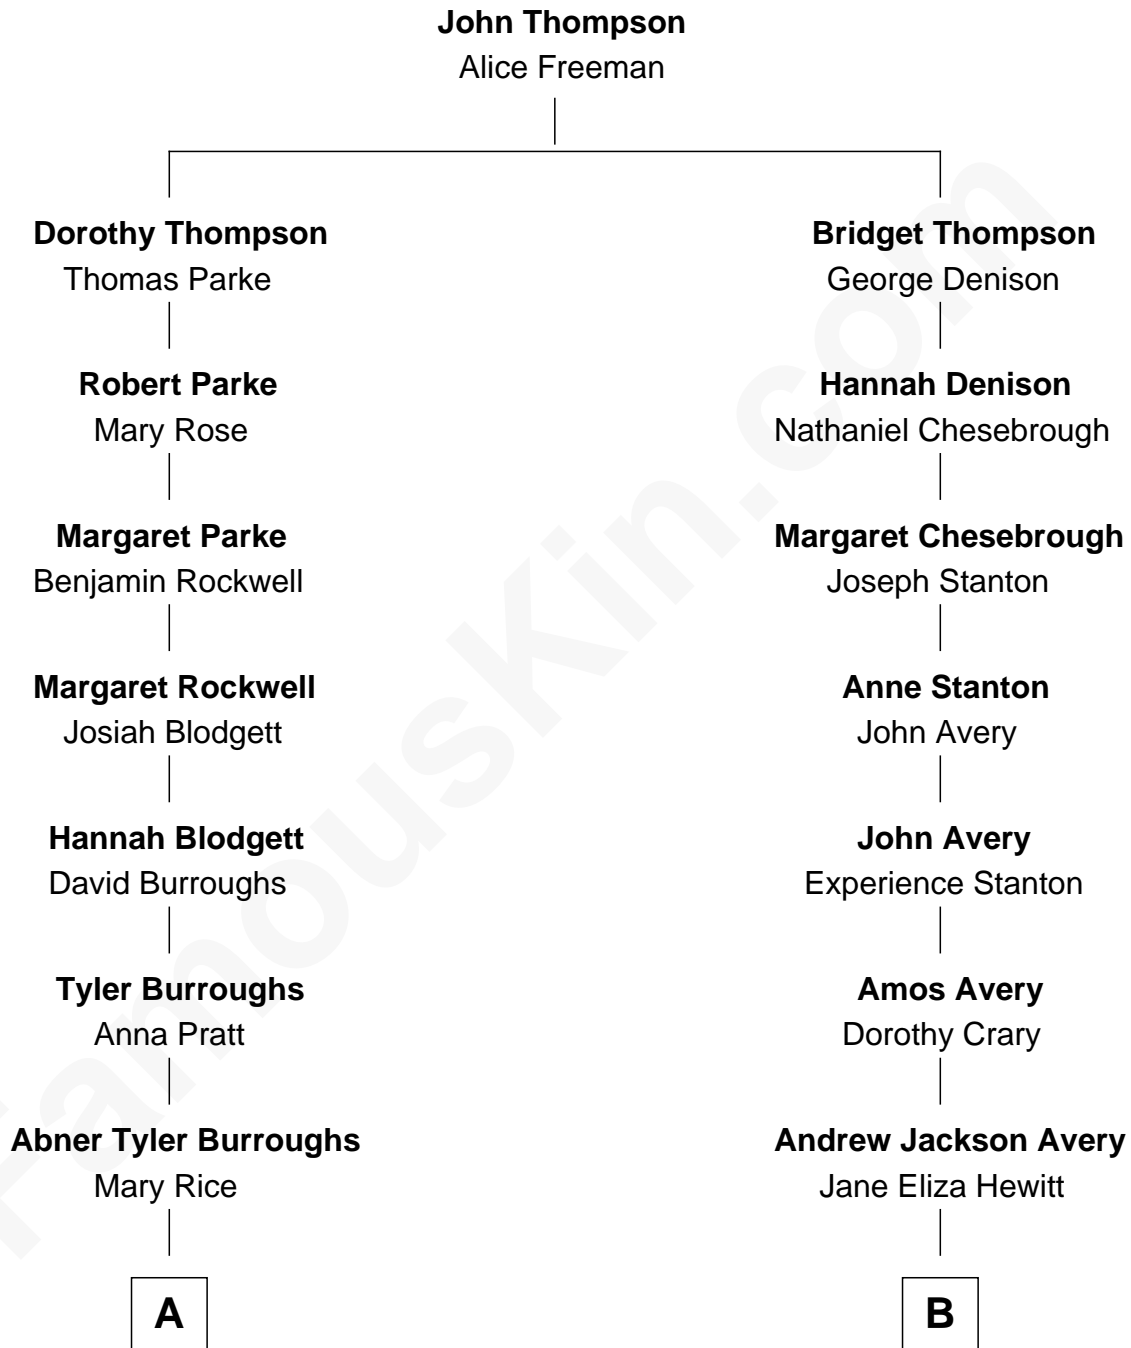 John Thompson
Alice Freeman
Dorothy Thompson
Thomas Parke
Bridget Thompson
George Denison
Robert Parke
Mary Rose
Hannah Denison
Nathaniel Chesebrough
Margaret Parke
Benjamin Rockwell
Margaret Chesebrough
Joseph Stanton
Margaret Rockwell
Josiah Blodgett
Anne Stanton
John Avery
Hannah Blodgett
David Burroughs
John Avery
Experience Stanton
Tyler Burroughs
Anna Pratt
Amos Avery
Dorothy Crary
Abner Tyler Burroughs
Mary Rice
Andrew Jackson Avery
Jane Eliza Hewitt
A
B
FamousKin.com